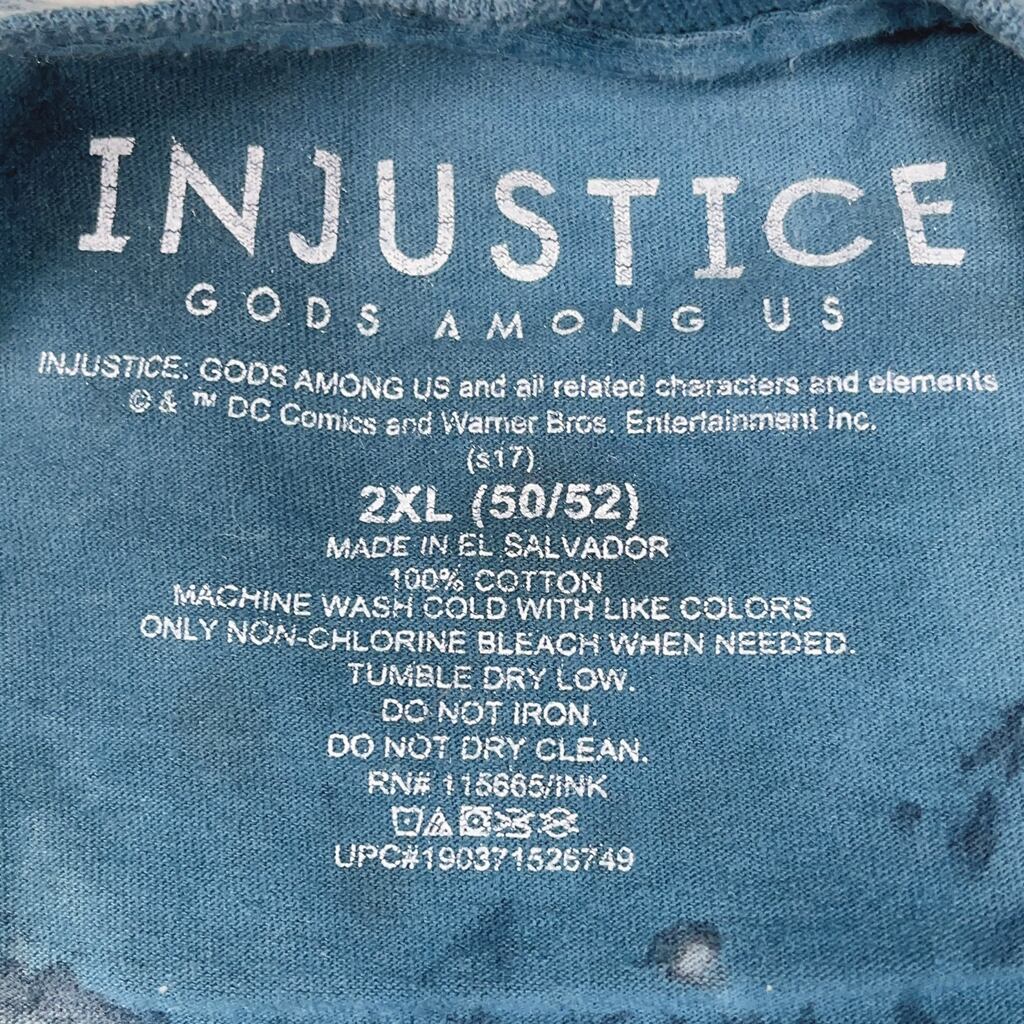 INJUSTICE
GODS AMONG US
INJUSTICE: GODS AMONG US and all related characters and elements
© & ™ DC Comics and Warner Bros. Entertainment Inc.
(s17)
2XL (50/52)
MADE IN EL SALVADOR
100% COTTON
MACHINE WASH COLD WITH LIKE COLORS
ONLY NON-CHLORINE BLEACH WHEN NEEDED.
TUMBLE DRY LOW.
DO NOT IRON.
DO NOT DRY CLEAN.
RN# 115665/INK
UPC#190371526749